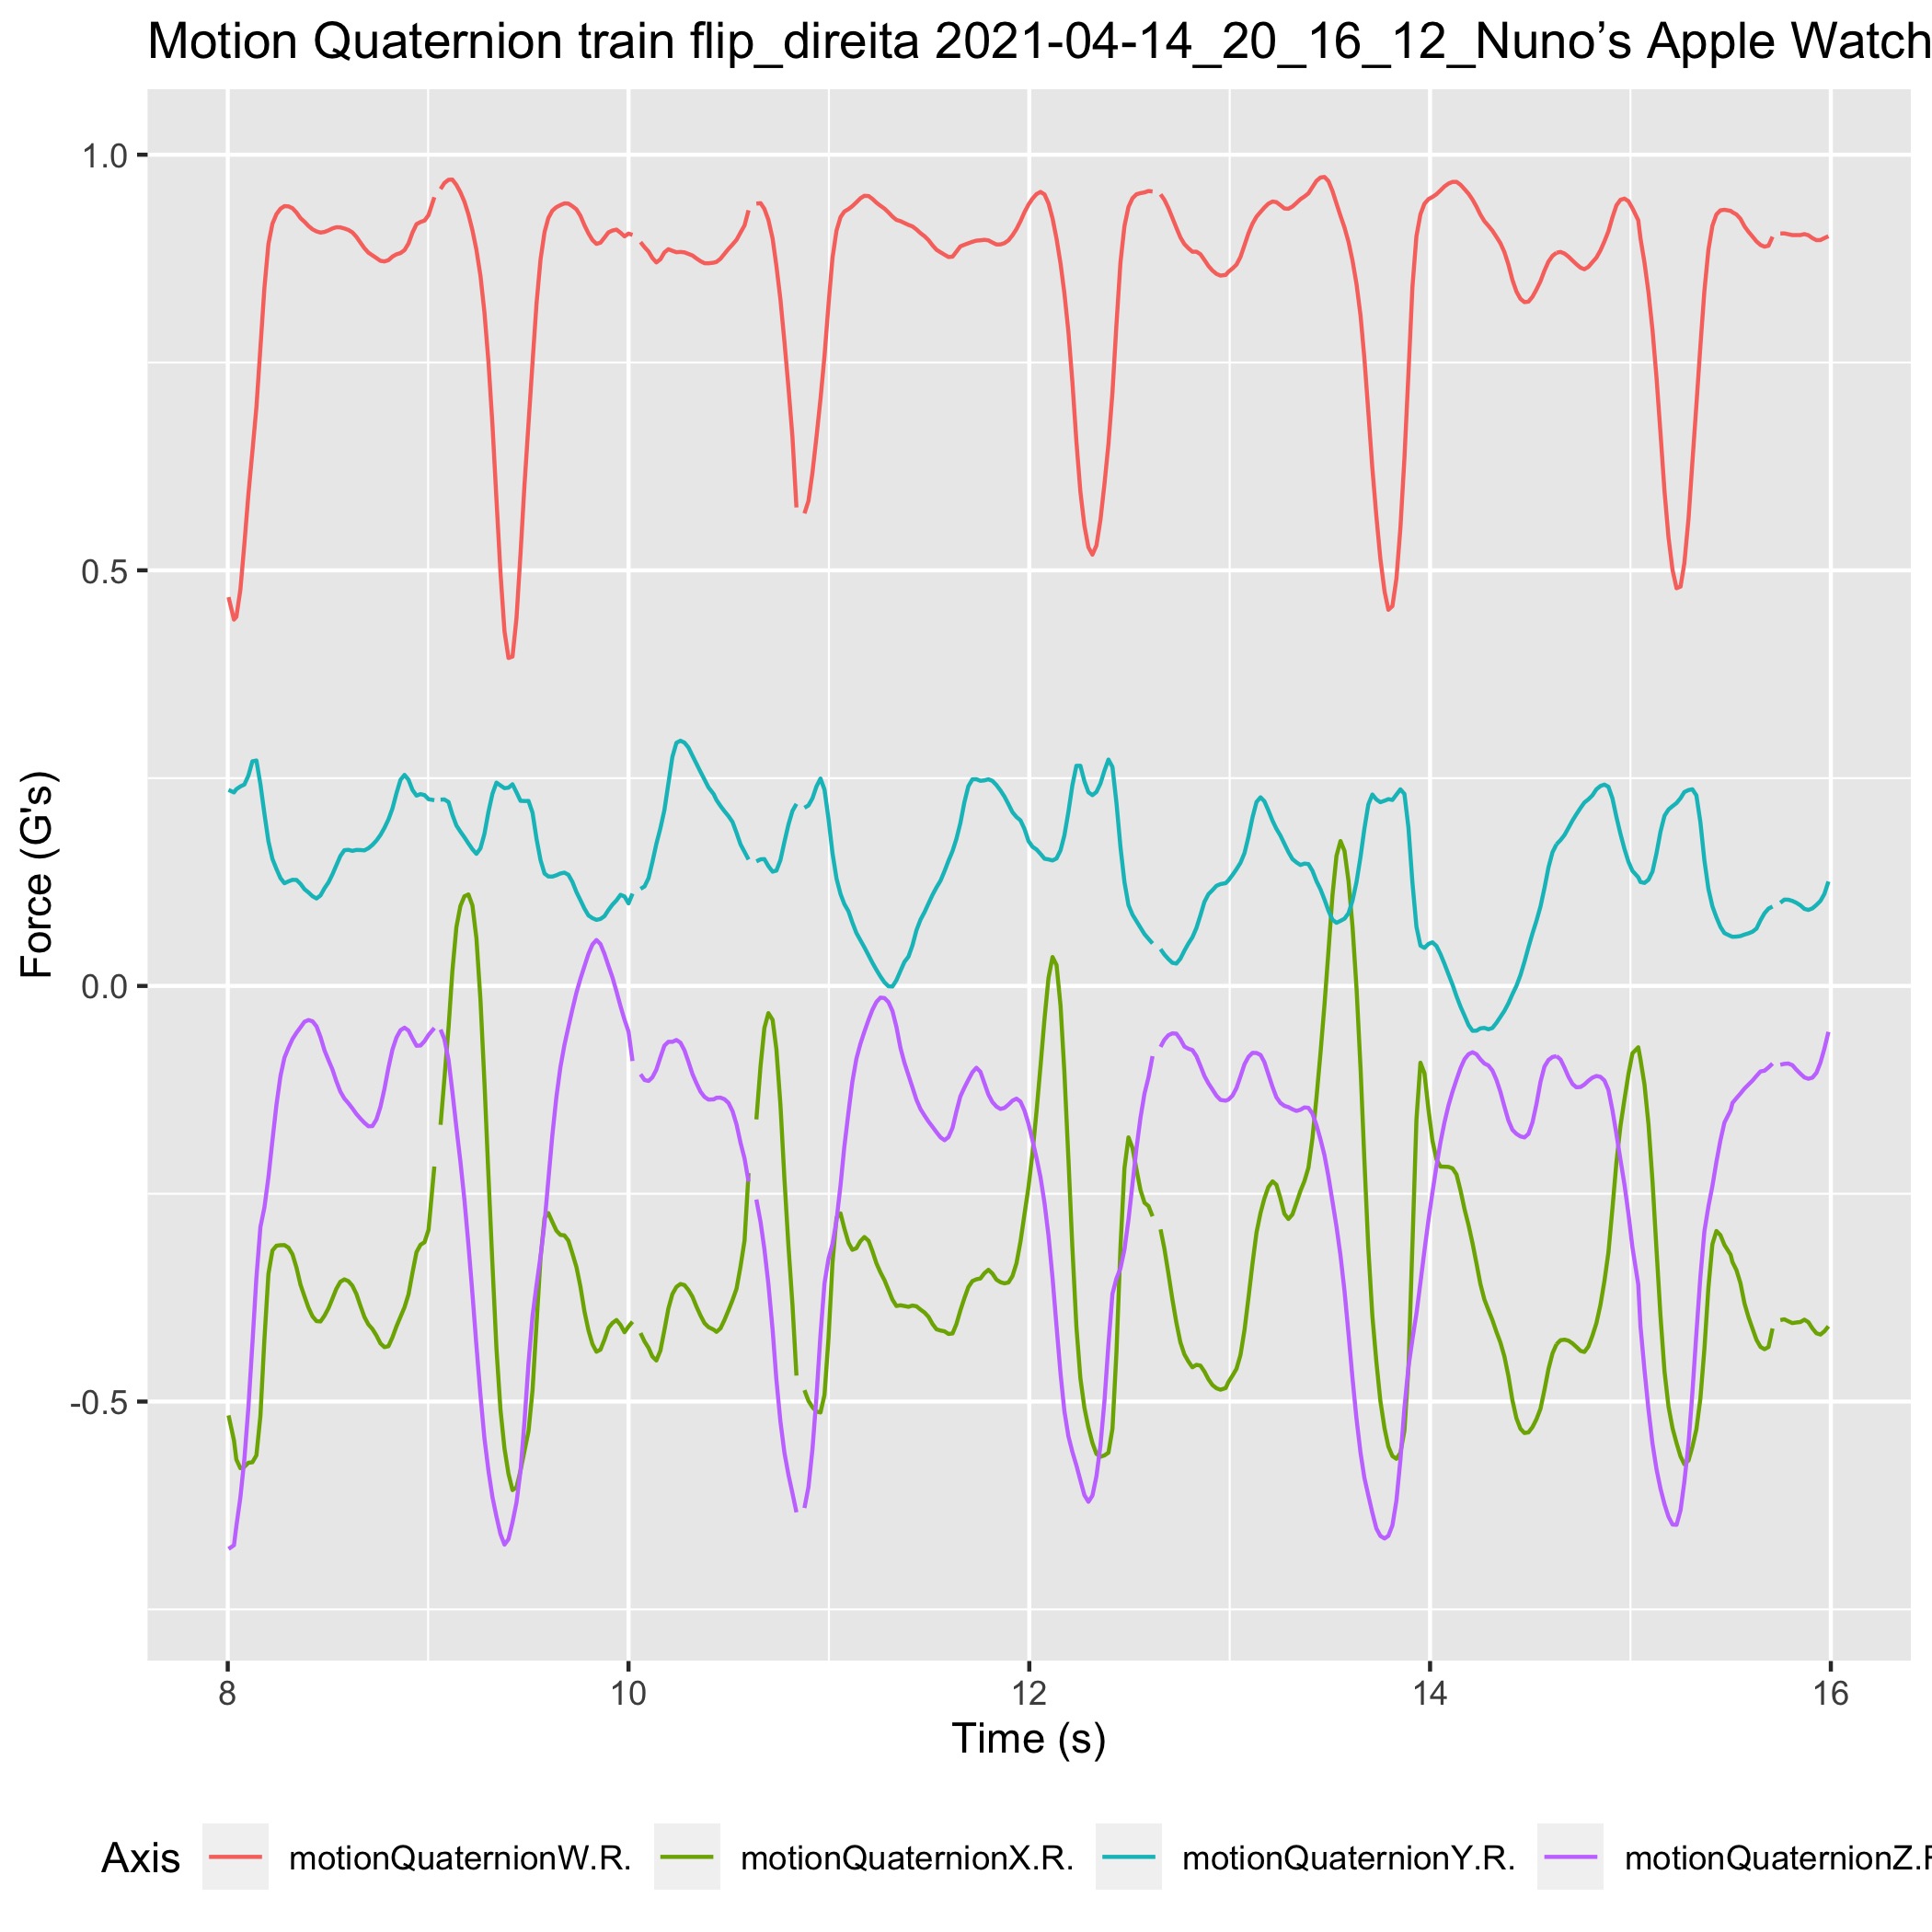 Motion Quaternion train flip_direita 2021-04-14_20_16_12_Nuno’s Apple Watch
1.0
0.5
0.0
-0.5
Force (G's)
8 10 12 14 16
Time (s)
Axis motionQuaternionW.R. motionQuaternionX.R. motionQuaternionY.R. motionQuaternionZ.R